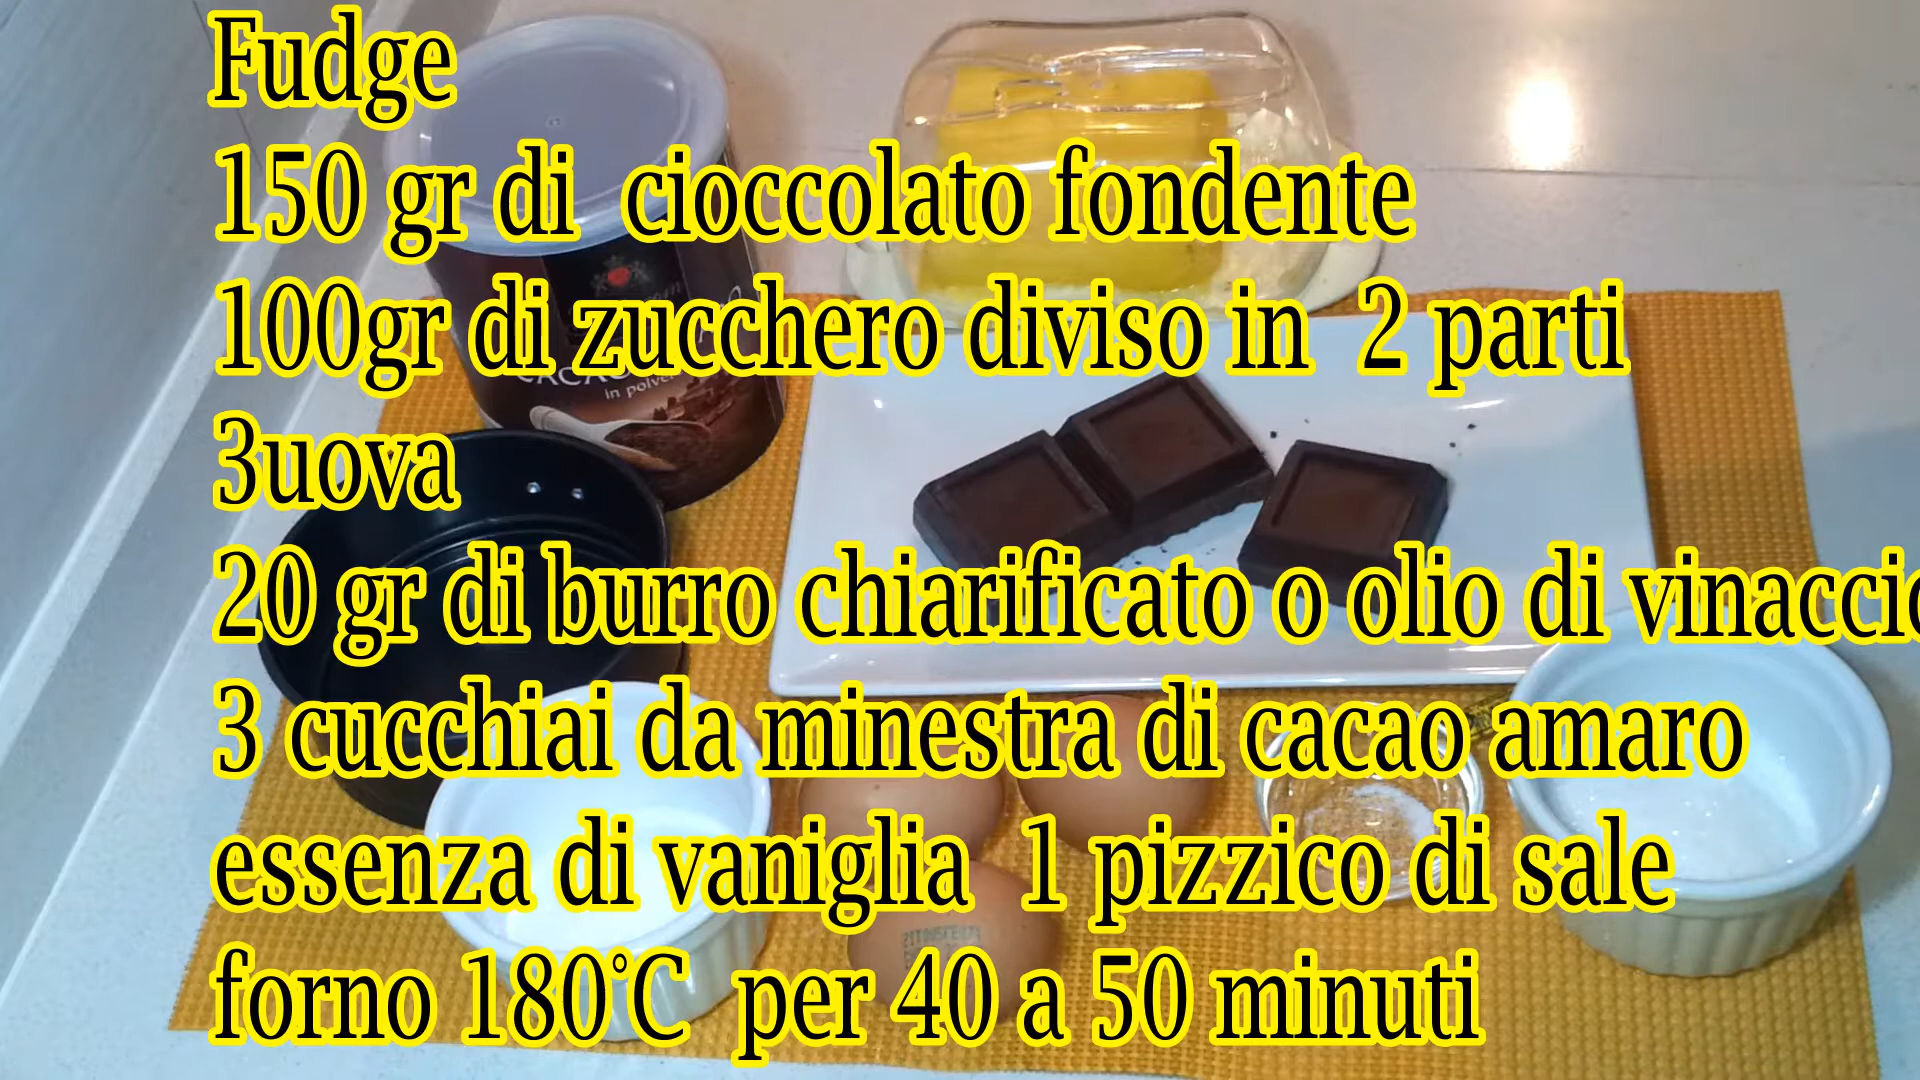 Fudge
150 gr di cioccolato fondente
100gr di zucchero diviso in 2 parti
3uova
20 gr di burro chiarificato o olio di
3 cucchiai da minestra di cacao amaro
essenza di vaniglia 1 pizzico di sale
forno 180°C per 40 a 50 minuti
in polvere